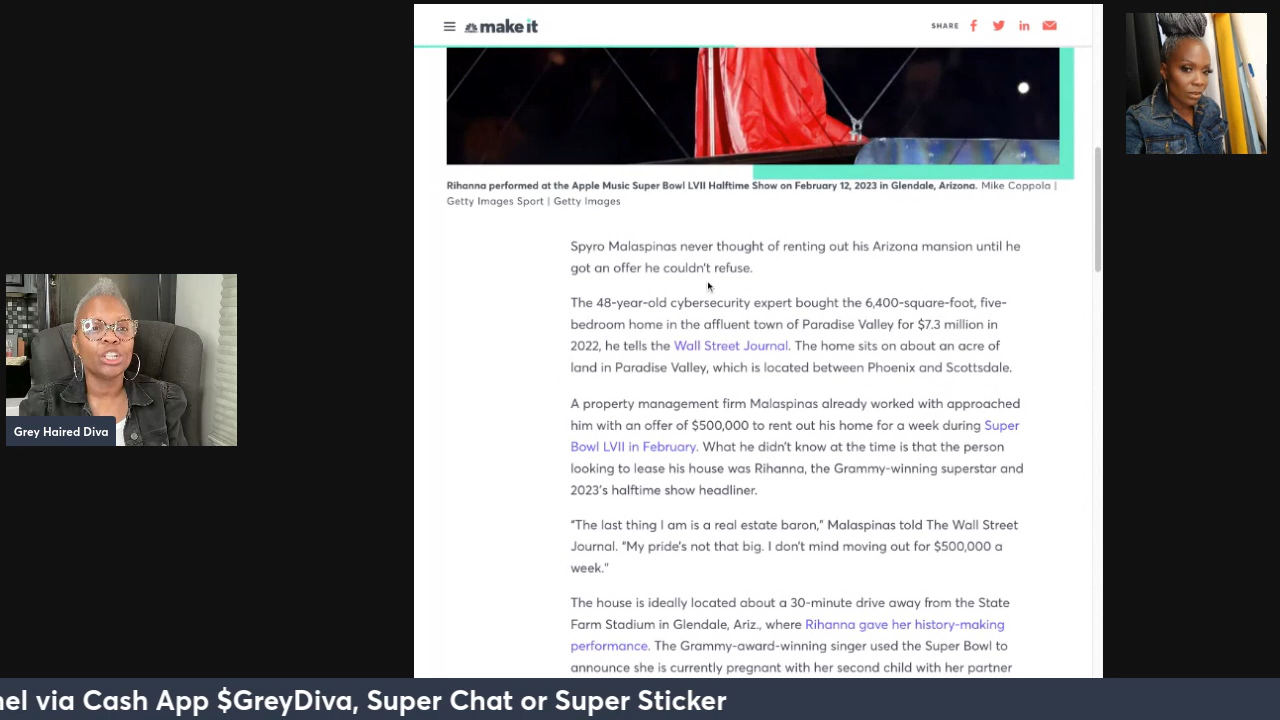 make it
SHARE
Rihanna performed at the Apple Music Super Bowl LVII Halftime Show on February 12, 2023 in Glendale, Arizona. Mike Coppola |
Getty Images Sport | Getty Images
Spyro Malaspinas never thought of renting out his Arizona mansion until he
got an offer he couldn't refuse.
The 48-year-old cybersecurity expert bought the 6,400-square-foot, five-
bedroom home in the affluent town of Paradise Valley for $7.3 million in
2022, he tells the Wall Street Journal. The home sits on about an acre of
land in Paradise Valley, which is located between Phoenix and Scottsdale.
A property management firm Malaspinas already worked with approached
him with an offer of $500,000 to rent out his home for a week during Super
Bowl LVII in February. What he didn't know at the time is that the person
looking to lease his house was Rihanna, the Grammy-winning superstar and
2023's halftime show headliner.
"The last thing I am is a real estate baron," Malaspinas told The Wall Street
Journal. "My pride's not that big. I don't mind moving out for $500,000 a
week."
The house is ideally located about a 30-minute drive away from the State
Farm Stadium in Glendale, Ariz., where Rihanna gave her history-making
performance. The Grammy-award-winning singer used the Super Bowl to
announce she is currently pregnant with her second child with her partner
Grey Haired Diva
nel via Cash App $GreyDiva, Super Chat or Super Sticker